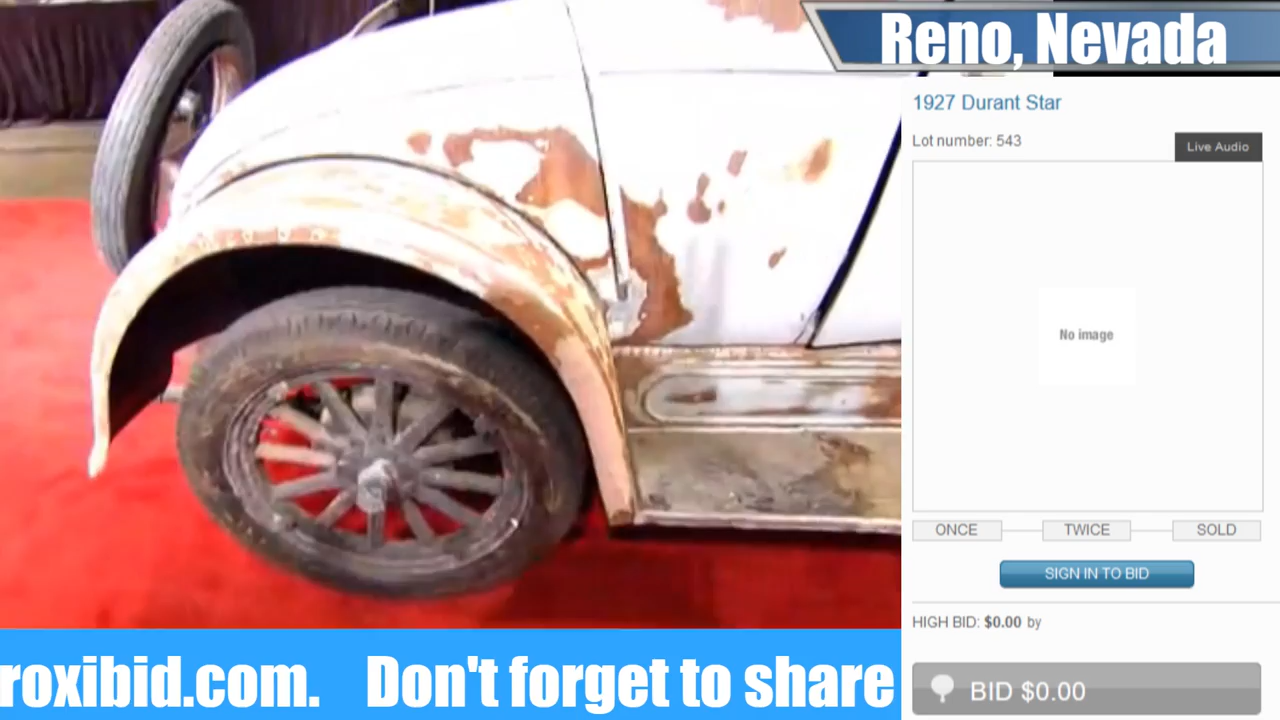 Reno, Nevada
1927 Durant Star
Lot number: 543
Live Audio
No image
ONCE
TWICE
SOLD
SIGN IN TO BID
HIGH BID: $0.00 by
BID $0.00
roxibid.com. Don't forget to share